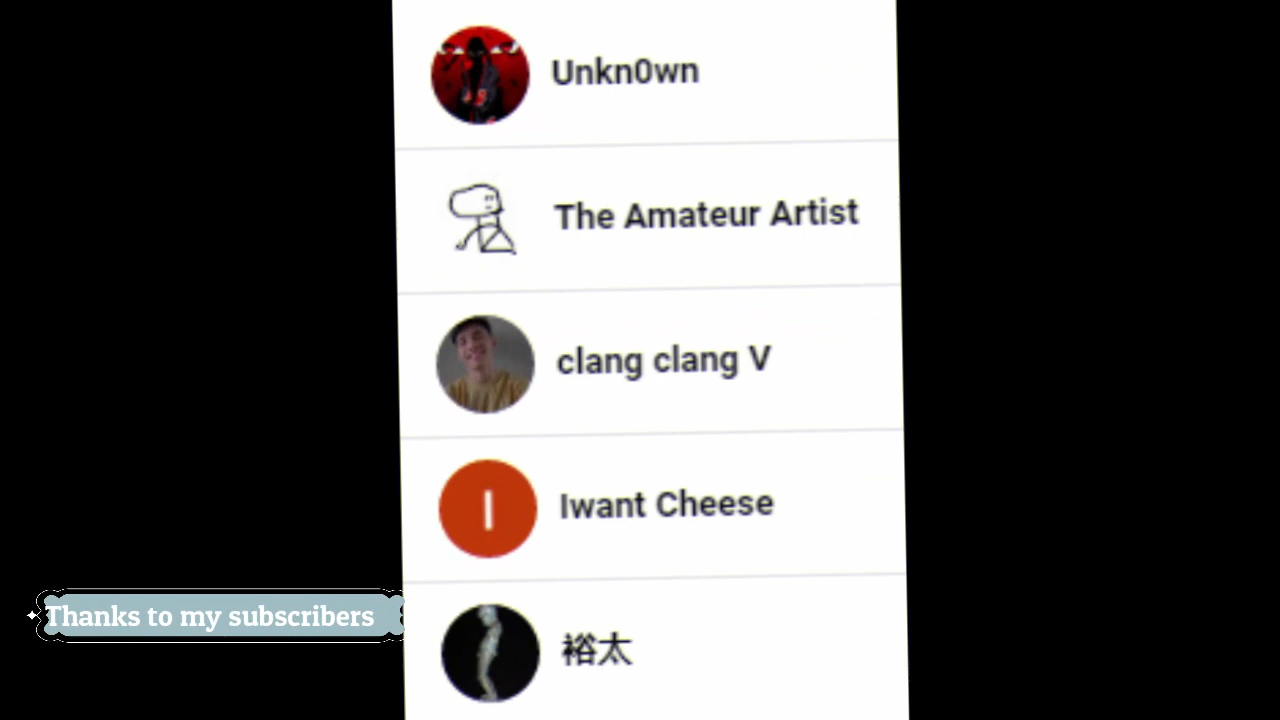 Unkn0wn
The Amateur Artist
clang clang V
I
Iwant Cheese
Thanks to my subscribers
裕太